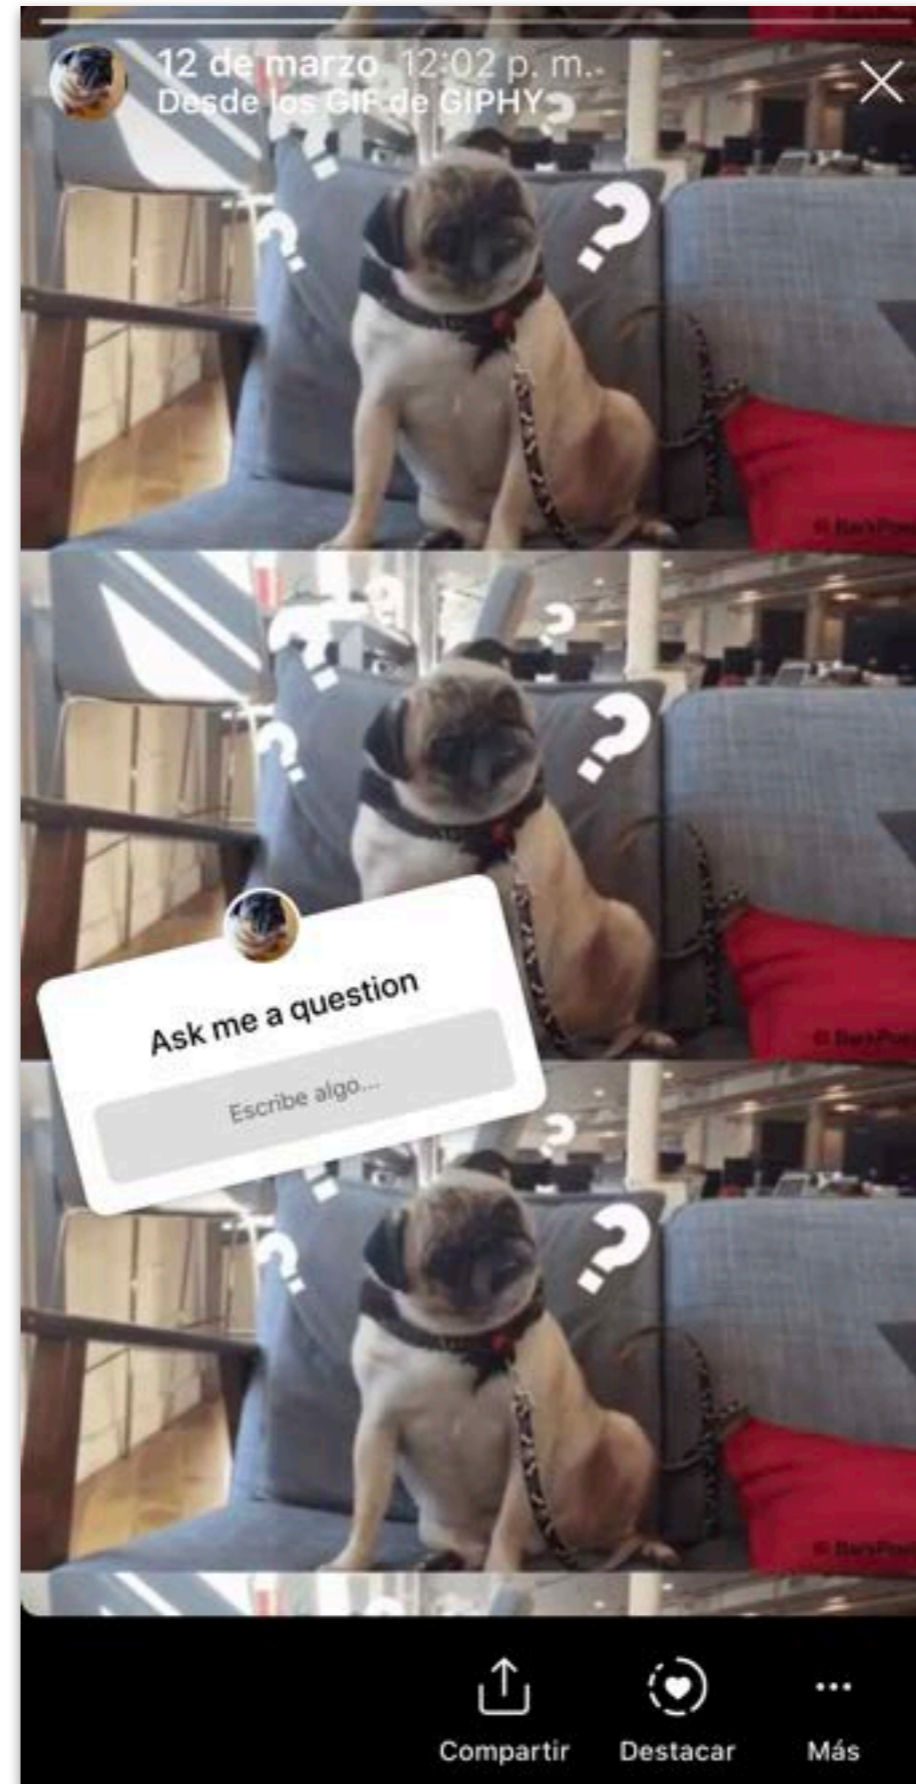 12 de marzo 12:02 p. m.
Desde los GIF de GIPHY
?
?
?
?
?
?
?
?
Ask me a question
Escribe algo...
?
?
?
Compartir
Destacar
Más